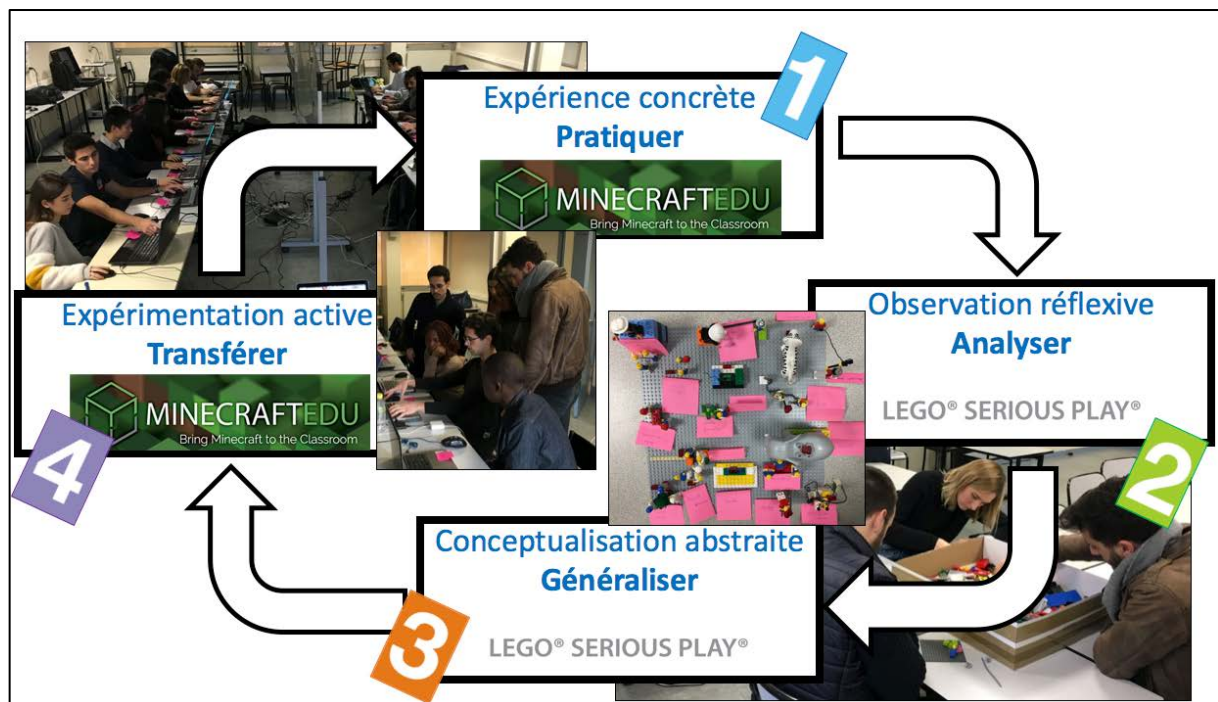 1
Expérience concrète
Pratiquer
MINECRAFTEDU
Bring Minecraft to the Classroom
2
Observation réflexive
Analyser
LEGO® SERIOUS PLAY®
3
Conceptualisation abstraite
Généraliser
LEGO® SERIOUS PLAY®
4
Expérimentation active
Transférer
MINECRAFTEDU
Bring Minecraft to the Classroom